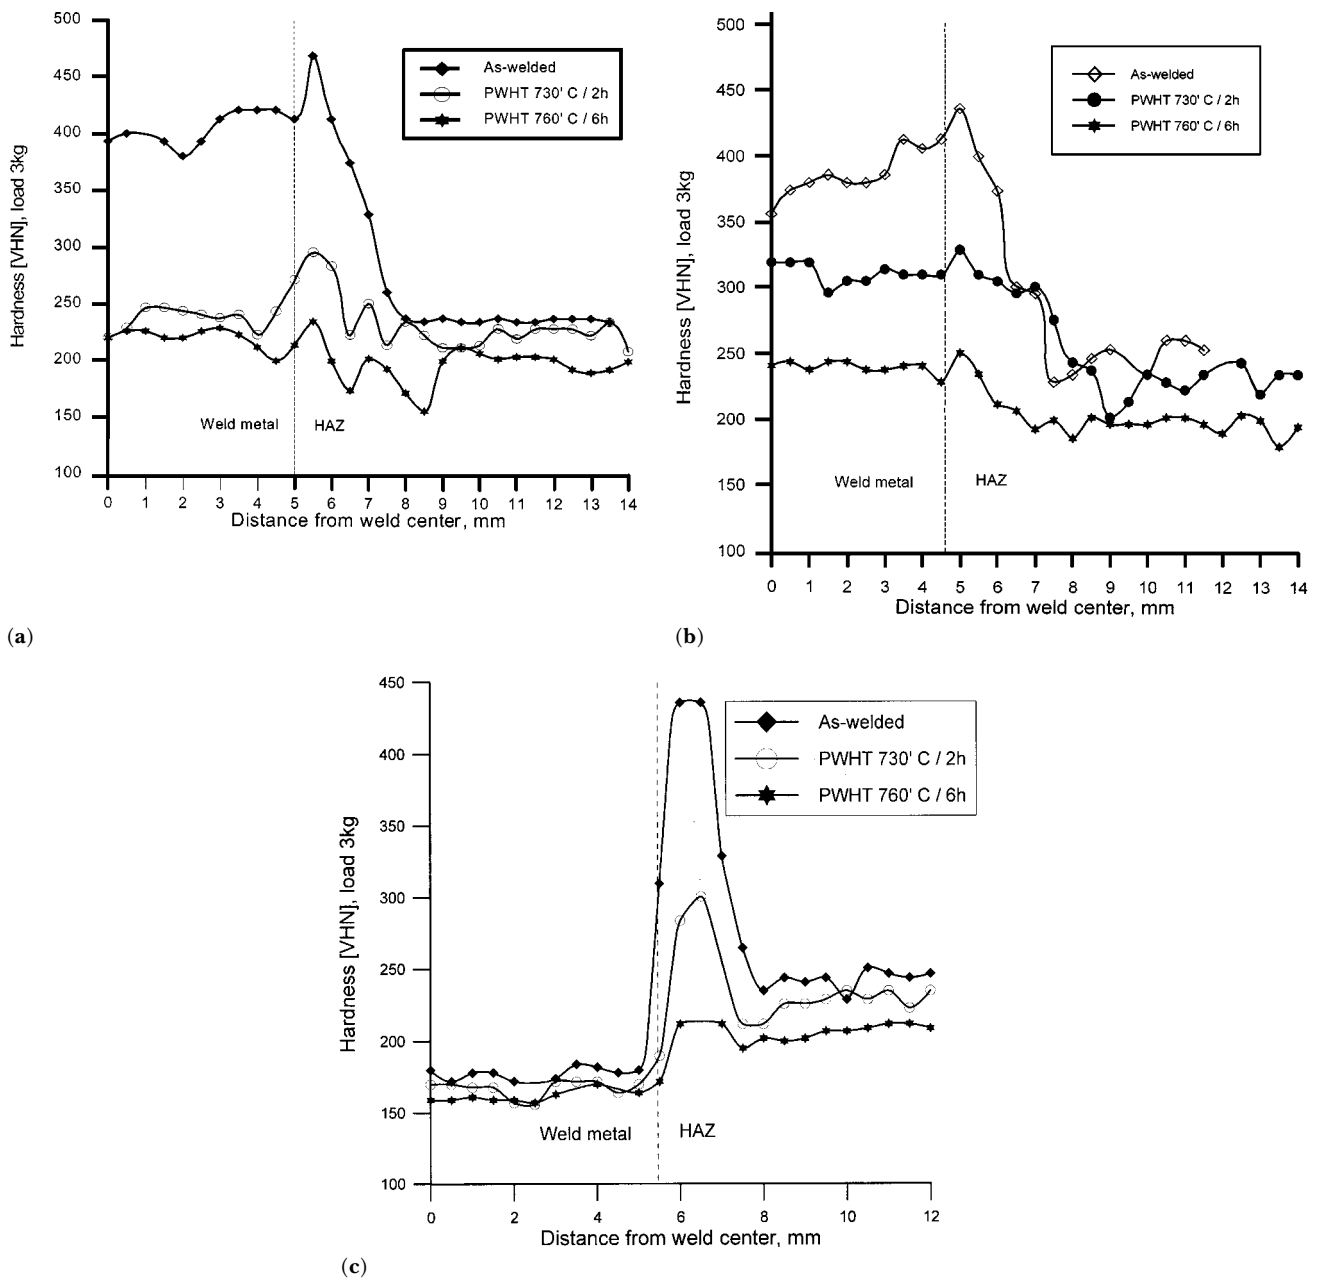 500
450
400
350
300
250
200
150
100
Hardness [VHN], load 3kg
As-welded
PWHT 730' C / 2h
PWHT 760' C / 6h
Weld metal
HAZ
0 1 2 3 4 5 6 7 8 9 10 11 12 13 14
Distance from weld center, mm
(a)
500
450
400
350
300
250
200
150
100
Hardness [VHN], load 3kg
As-welded
PWHT 730' C / 2h
PWHT 760' C / 6h
Weld metal
HAZ
0 1 2 3 4 5 6 7 8 9 10 11 12 13 14
Distance from weld center, mm
(b)
450
400
350
300
250
200
150
100
Hardness [VHN], load 3kg
As-welded
PWHT 730' C / 2h
PWHT 760' C / 6h
Weld metal
HAZ
0 2 4 6 8 10 12
Distance from weld center, mm
(c)